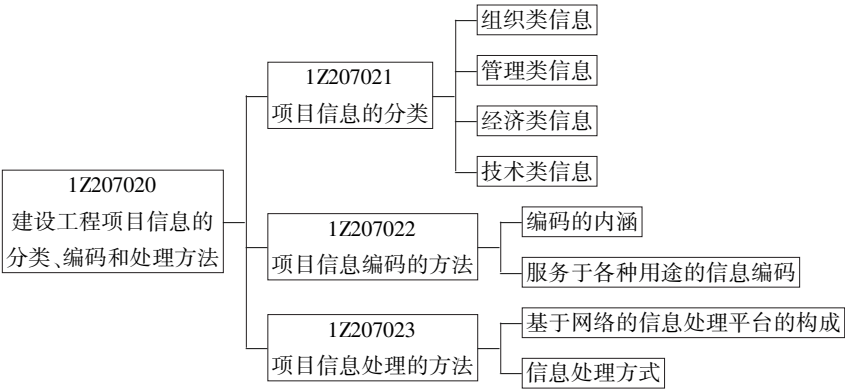 1Z207020
建设工程项目信息的
分类、编码和处理方法
1Z207021
项目信息的分类
组织类信息
管理类信息
经济类信息
技术类信息
1Z207022
项目信息编码的方法
编码的内涵
服务于各种用途的信息编码
1Z207023
项目信息处理的方法
基于网络的信息处理平台的构成
信息处理方式